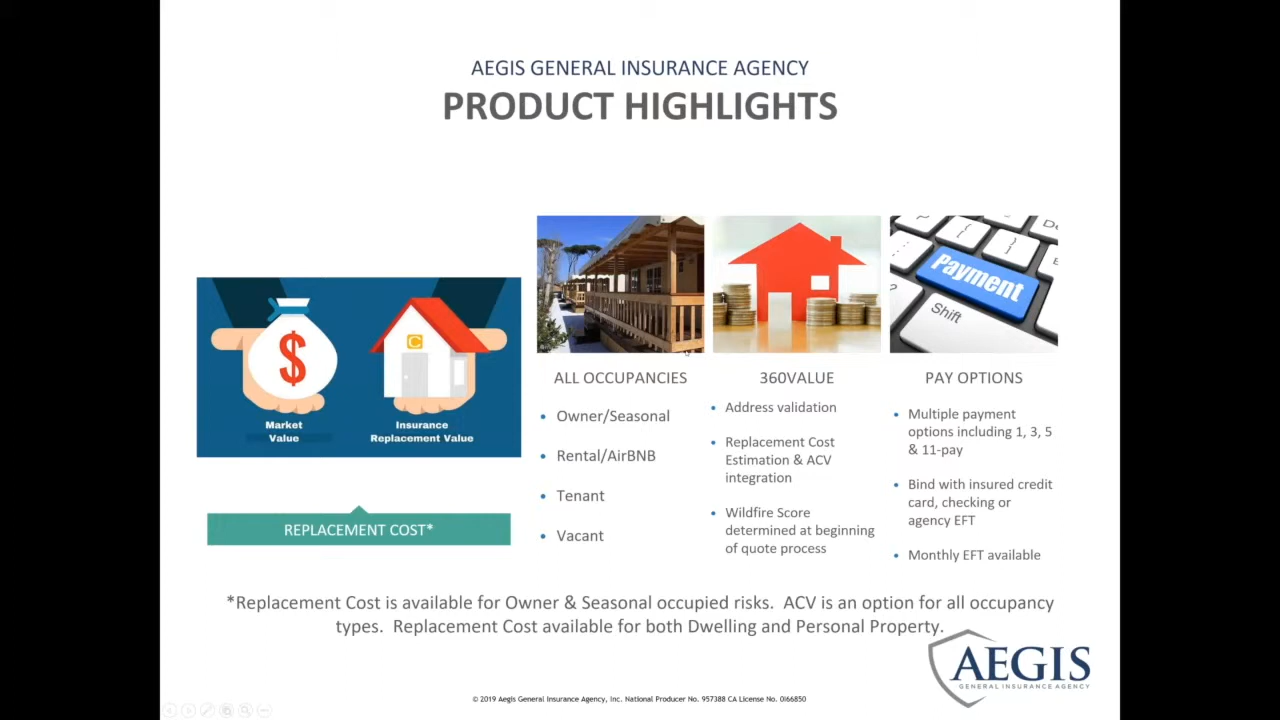 AEGIS GENERAL INSURANCE AGENCY
PRODUCT HIGHLIGHTS
$
C
Market
Value
Insurance
Replacement Value
REPLACEMENT COST*
ALL OCCUPANCIES
• Owner/Seasonal
• Rental/AirBNB
• Tenant
• Vacant
360VALUE
• Address validation
• Replacement Cost
Estimation & ACV
integration
• Wildfire Score
determined at beginning
of quote process
Payment
Shift
PAY OPTIONS
• Multiple payment
options including 1, 3, 5
& 11-pay
• Bind with insured credit
card, checking or
agency EFT
• Monthly EFT available
*Replacement Cost is available for Owner & Seasonal occupied risks.  ACV is an option for all occupancy
types.  Replacement Cost available for both Dwelling and Personal Property.
AEGIS
GENERAL INSURANCE AGENCY
© 2019 Aegis General Insurance Agency, Inc. National Producer No. 957388 CA License No. 0I66850